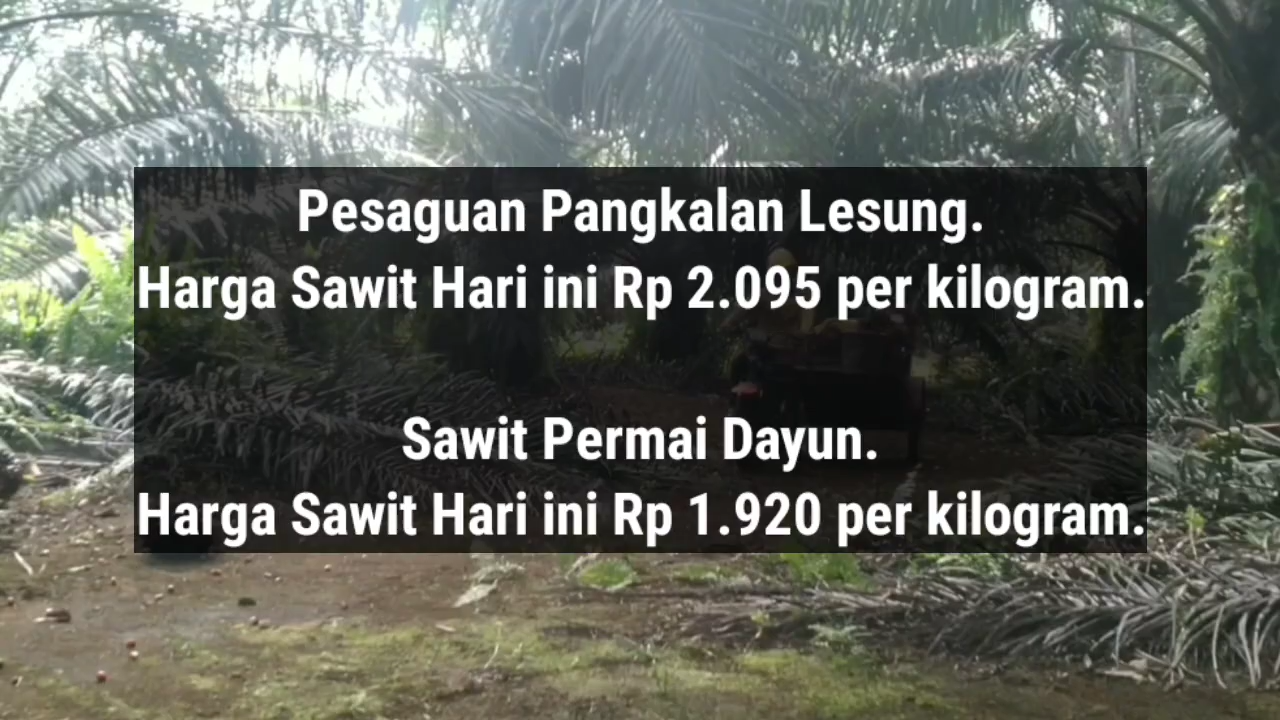 Pesaguan Pangkalan Lesung.
Harga Sawit Hari ini Rp 2.095 per kilogram.
Sawit Permai Dayun.
Harga Sawit Hari ini Rp 1.920 per kilogram.